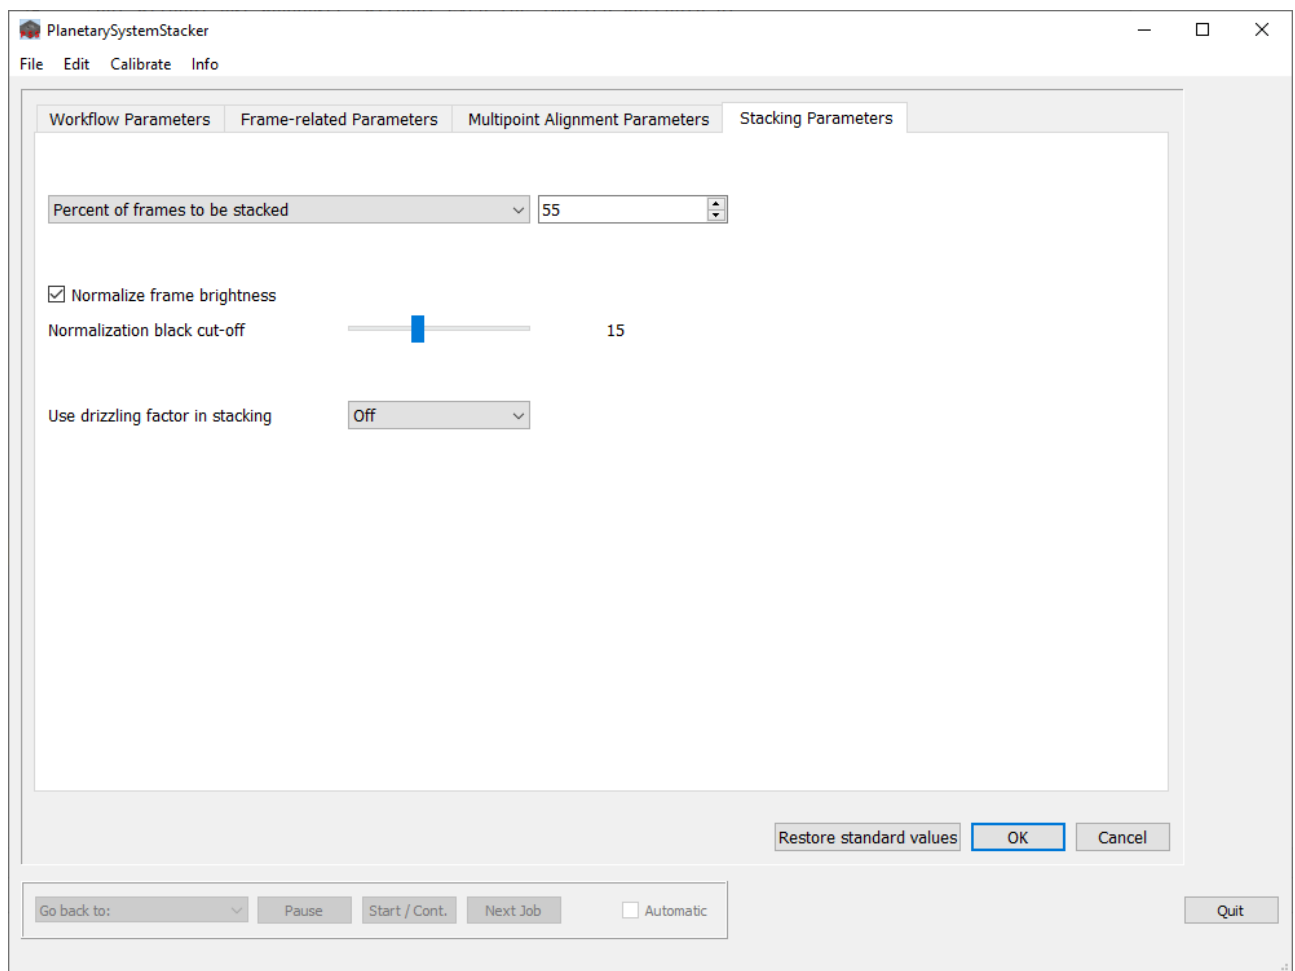 PlanetarySystemStacker
File Edit Calibrate Info
Workflow Parameters Frame-related Parameters Multipoint Alignment Parameters Stacking Parameters
Percent of frames to be stacked 55
Normalize frame brightness
Normalization black cut-off 15
Use drizzling factor in stacking Off
Restore standard values OK Cancel
Go back to: Pause Start / Cont. Next Job Automatic Quit